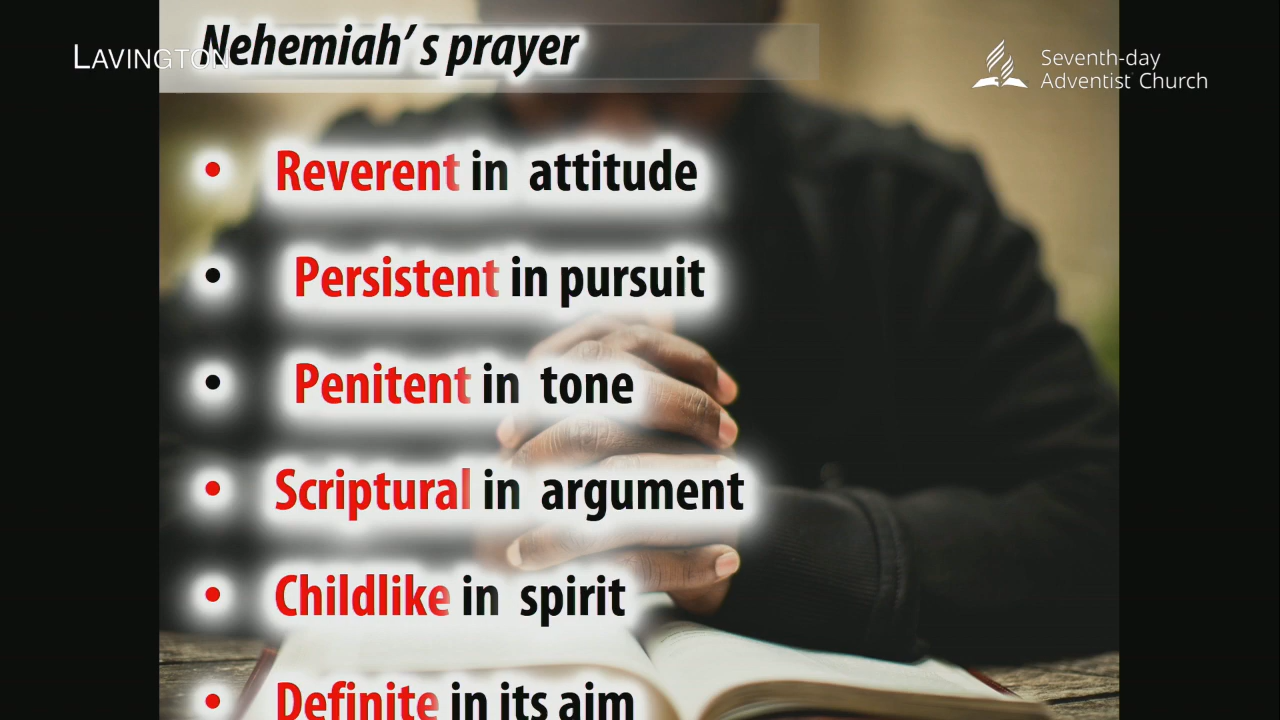 Nehemiah’ s prayer
LAVINGTON
Seventh-day
Adventist Church
• Reverent in attitude
• Persistent in pursuit
• Penitent in tone
• Scriptural in argument
• Childlike in spirit
• Definite in its aim